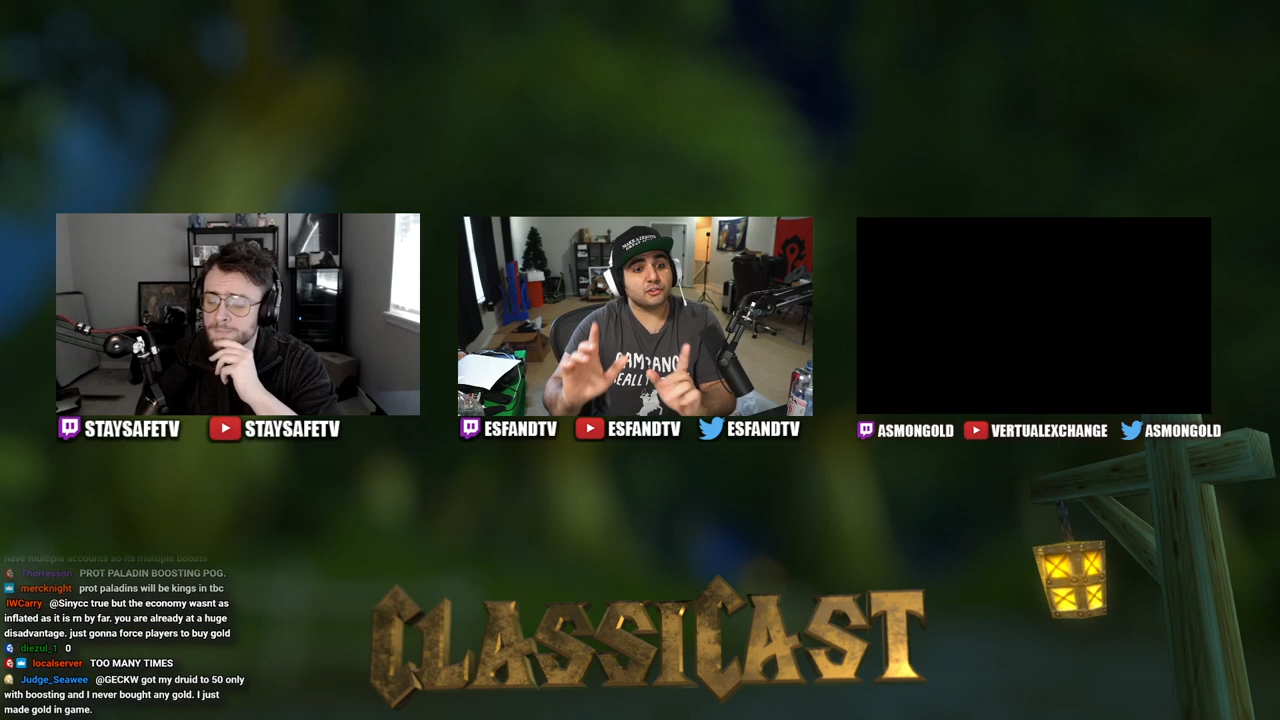 STAYSAFETV STAYSAFETV
ESFANDTV ESFANDTV ESFANDTV
ASMONGOLD VERTUALEXCHANGE ASMONGOLD
have multiple accounts so its multiple boosts
Thorresson PROT PALADIN BOOSTING POG.
mercknight prot paladins will be kings in tbc
IWCarry @Sinycc true but the economy wasnt as
inflated as it is rn by far. you are already at a huge
disadvantage. just gonna force players to buy gold
diezul_1 0
localserver TOO MANY TIMES
Judge_Seawee @GECKW got my druid to 50 only
with boosting and I never bought any gold. I just
made gold in game.
CLASSICAST